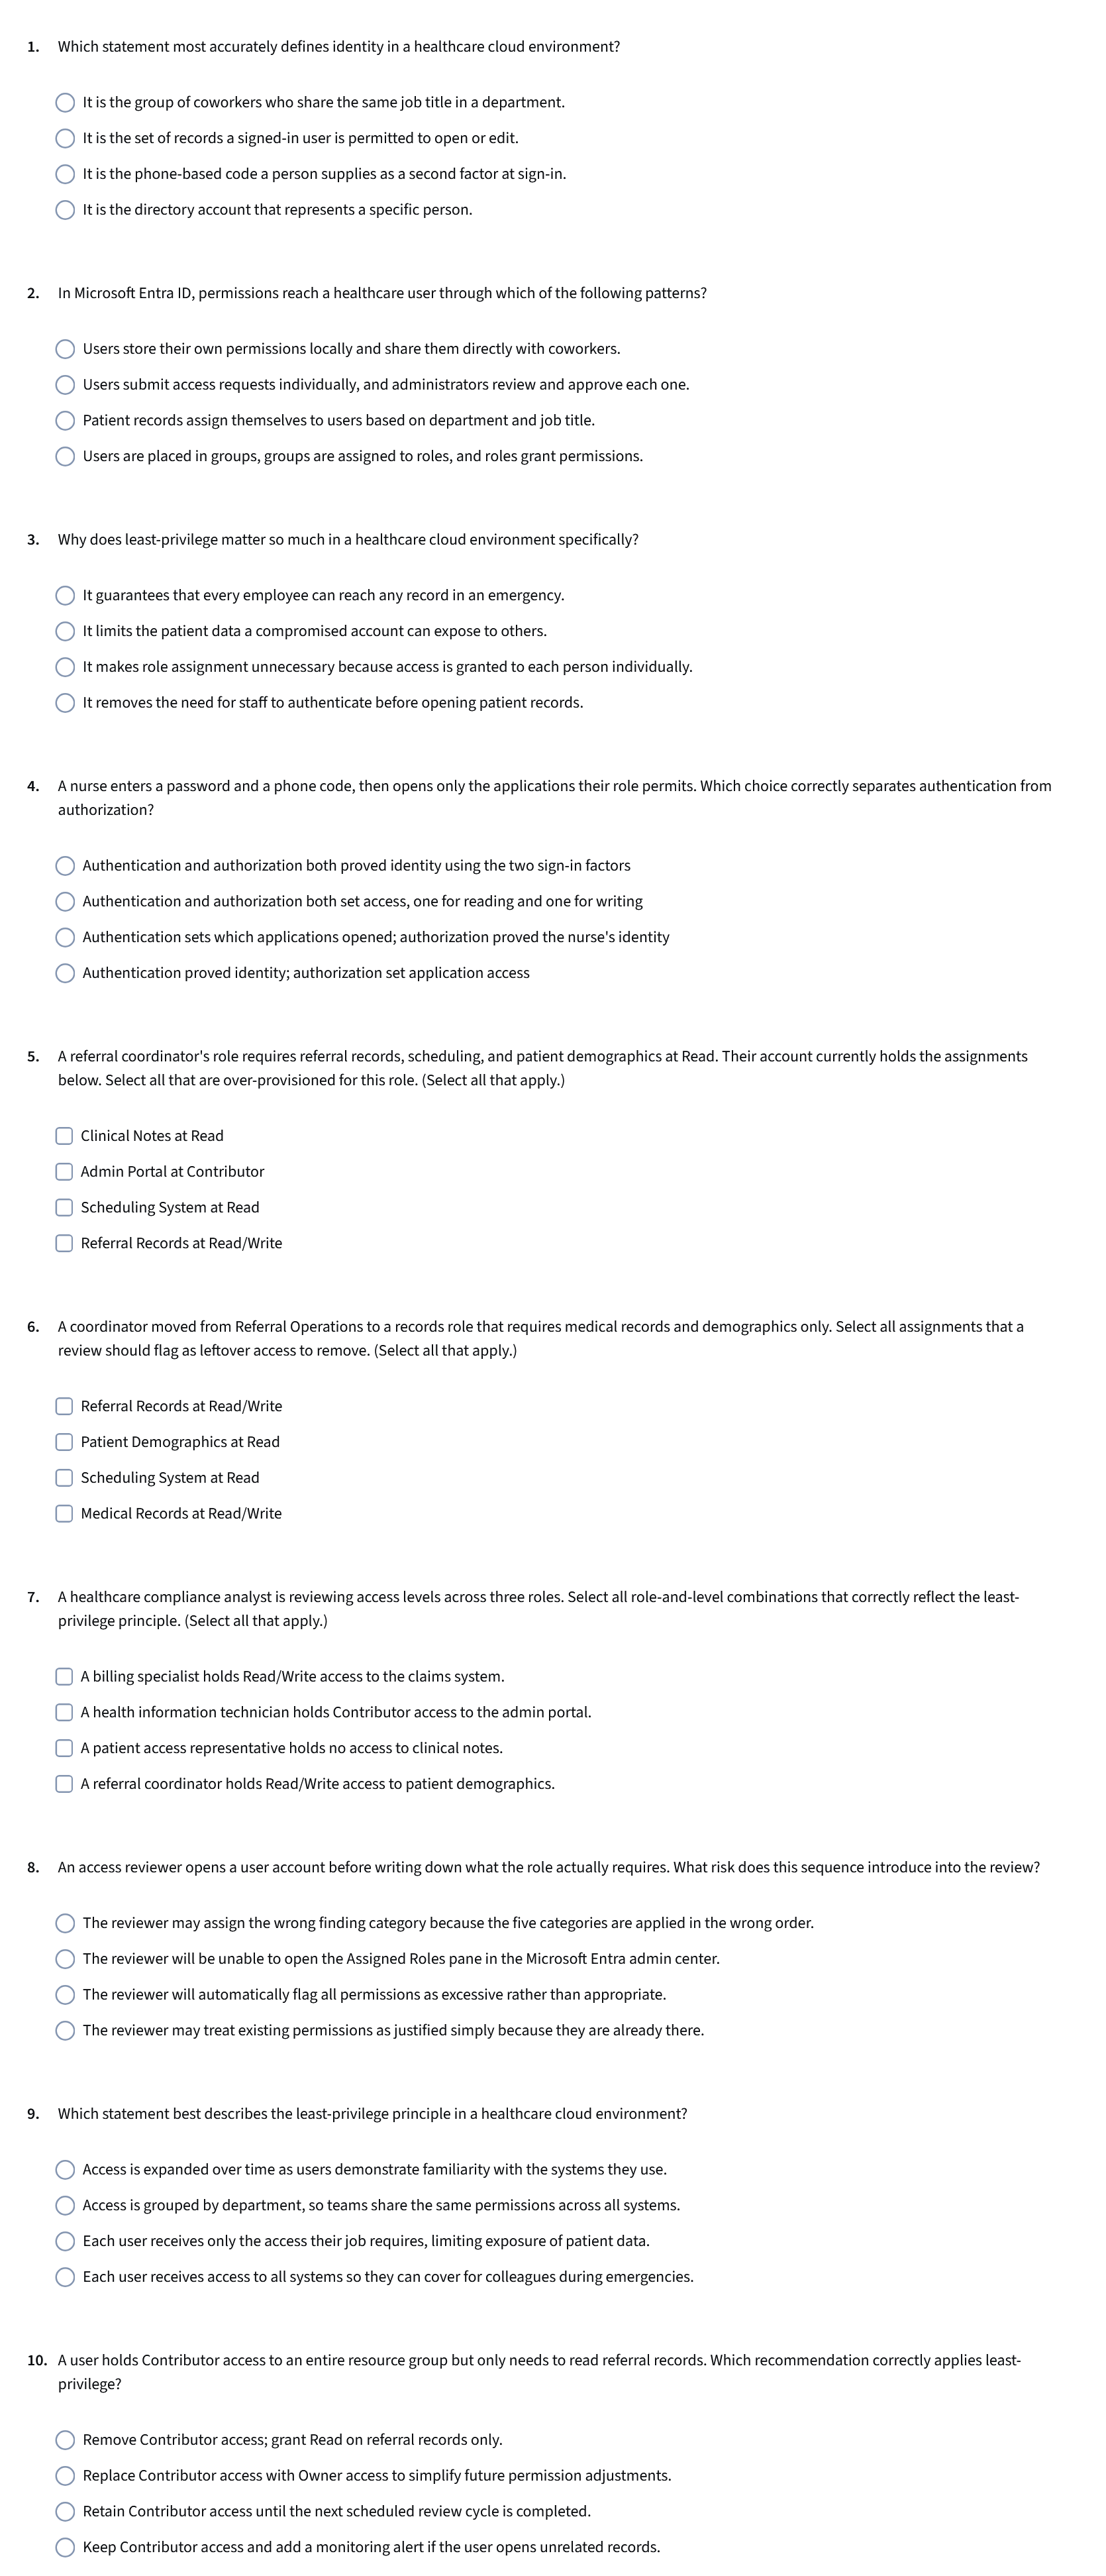 1. Which statement most accurately defines identity in a healthcare cloud environment?
It is the group of coworkers who share the same job title in a department.
It is the set of records a signed-in user is permitted to open or edit.
It is the phone-based code a person supplies as a second factor at sign-in.
It is the directory account that represents a specific person.
2. In Microsoft Entra ID, permissions reach a healthcare user through which of the following patterns?
Users store their own permissions locally and share them directly with coworkers.
Users submit access requests individually, and administrators review and approve each one.
Patient records assign themselves to users based on department and job title.
Users are placed in groups, groups are assigned to roles, and roles grant permissions.
3. Why does least-privilege matter so much in a healthcare cloud environment specifically?
It guarantees that every employee can reach any record in an emergency.
It limits the patient data a compromised account can expose to others.
It makes role assignment unnecessary because access is granted to each person individually.
It removes the need for staff to authenticate before opening patient records.
4. A nurse enters a password and a phone code, then opens only the applications their role permits. Which choice correctly separates authentication from
authorization?
Authentication and authorization both proved identity using the two sign-in factors
Authentication and authorization both set access, one for reading and one for writing
Authentication sets which applications opened; authorization proved the nurse's identity
Authentication proved identity; authorization set application access
5. A referral coordinator's role requires referral records, scheduling, and patient demographics at Read. Their account currently holds the assignments
below. Select all that are over-provisioned for this role. (Select all that apply.)
Clinical Notes at Read
Admin Portal at Contributor
Scheduling System at Read
Referral Records at Read/Write
6. A coordinator moved from Referral Operations to a records role that requires medical records and demographics only. Select all assignments that a
review should flag as leftover access to remove. (Select all that apply.)
Referral Records at Read/Write
Patient Demographics at Read
Scheduling System at Read
Medical Records at Read/Write
7. A healthcare compliance analyst is reviewing access levels across three roles. Select all role-and-level combinations that correctly reflect the least-
privilege principle. (Select all that apply.)
A billing specialist holds Read/Write access to the claims system.
A health information technician holds Contributor access to the admin portal.
A patient access representative holds no access to clinical notes.
A referral coordinator holds Read/Write access to patient demographics.
8. An access reviewer opens a user account before writing down what the role actually requires. What risk does this sequence introduce into the review?
The reviewer may assign the wrong finding category because the five categories are applied in the wrong order.
The reviewer will be unable to open the Assigned Roles pane in the Microsoft Entra admin center.
The reviewer will automatically flag all permissions as excessive rather than appropriate.
The reviewer may treat existing permissions as justified simply because they are already there.
9. Which statement best describes the least-privilege principle in a healthcare cloud environment?
Access is expanded over time as users demonstrate familiarity with the systems they use.
Access is grouped by department, so teams share the same permissions across all systems.
Each user receives only the access their job requires, limiting exposure of patient data.
Each user receives access to all systems so they can cover for colleagues during emergencies.
10. A user holds Contributor access to an entire resource group but only needs to read referral records. Which recommendation correctly applies least-
privilege?
Remove Contributor access; grant Read on referral records only.
Replace Contributor access with Owner access to simplify future permission adjustments.
Retain Contributor access until the next scheduled review cycle is completed.
Keep Contributor access and add a monitoring alert if the user opens unrelated records.